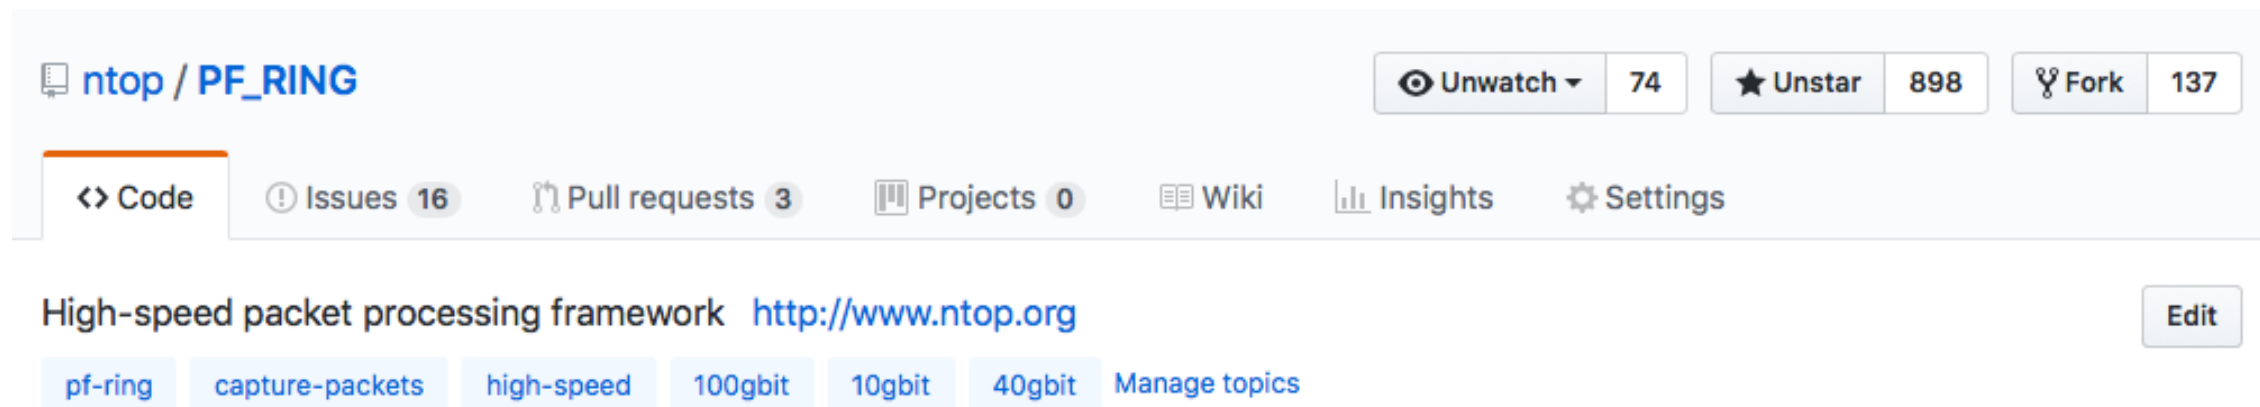 ntop / PF_RING Unwatch 74 Unstar 898 Fork 137
<> Code Issues 16 Pull requests 3 Projects 0 Wiki Insights Settings
High-speed packet processing framework http://www.ntop.org Edit
pf-ring capture-packets high-speed 100gbit 10gbit 40gbit Manage topics